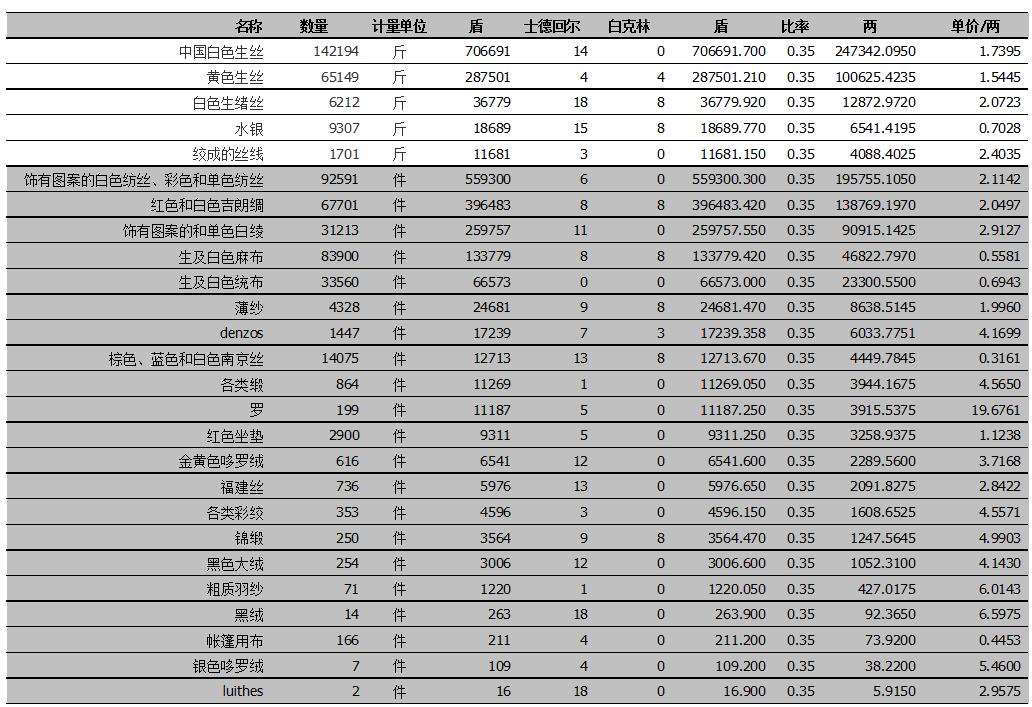 名称 数量 计量单位 盾 士德回尔 白克林 盾 比率 两 单价/两
中国白色生丝 142194 斤 706691 14 0 706691.700 0.35 247342.0950 1.7395
黄色生丝 65149 斤 287501 4 4 287501.210 0.35 100625.4235 1.5445
白色生绪丝 6212 斤 36779 18 8 36779.920 0.35 12872.9720 2.0723
水银 9307 斤 18689 15 8 18689.770 0.35 6541.4195 0.7028
绞成的丝线 1701 斤 11681 3 0 11681.150 0.35 4088.4025 2.4035
饰有图案的白色纺丝、彩色和单色纺丝 92591 件 559300 6 0 559300.300 0.35 195755.1050 2.1142
红色和白色吉朗绸 67701 件 396483 8 8 396483.420 0.35 138769.1970 2.0497
饰有图案的和单色白绫 31213 件 259757 11 0 259757.550 0.35 90915.1425 2.9127
生及白色麻布 83900 件 133779 8 8 133779.420 0.35 46822.7970 0.5581
生及白色统布 33560 件 66573 0 0 66573.000 0.35 23300.5500 0.6943
薄纱 4328 件 24681 9 8 24681.470 0.35 8638.5145 1.9960
denzos 1447 件 17239 7 3 17239.358 0.35 6033.7751 4.1699
棕色、蓝色和白色南京丝 14075 件 12713 13 8 12713.670 0.35 4449.7845 0.3161
各类缎 864 件 11269 1 0 11269.050 0.35 3944.1675 4.5650
罗 199 件 11187 5 0 11187.250 0.35 3915.5375 19.6761
红色坐垫 2900 件 9311 5 0 9311.250 0.35 3258.9375 1.1238
金黄色哆罗绒 616 件 6541 12 0 6541.600 0.35 2289.5600 3.7168
福建丝 736 件 5976 13 0 5976.650 0.35 2091.8275 2.8422
各类彩绞 353 件 4596 3 0 4596.150 0.35 1608.6525 4.5571
锦缎 250 件 3564 9 8 3564.470 0.35 1247.5645 4.9903
黑色大绒 254 件 3006 12 0 3006.600 0.35 1052.3100 4.1430
粗质羽纱 71 件 1220 1 0 1220.050 0.35 427.0175 6.0143
黑绒 14 件 263 18 0 263.900 0.35 92.3650 6.5975
帐篷用布 166 件 211 4 0 211.200 0.35 73.9200 0.4453
银色哆罗绒 7 件 109 4 0 109.200 0.35 38.2200 5.4600
luithes 2 件 16 18 0 16.900 0.35 5.9150 2.9575